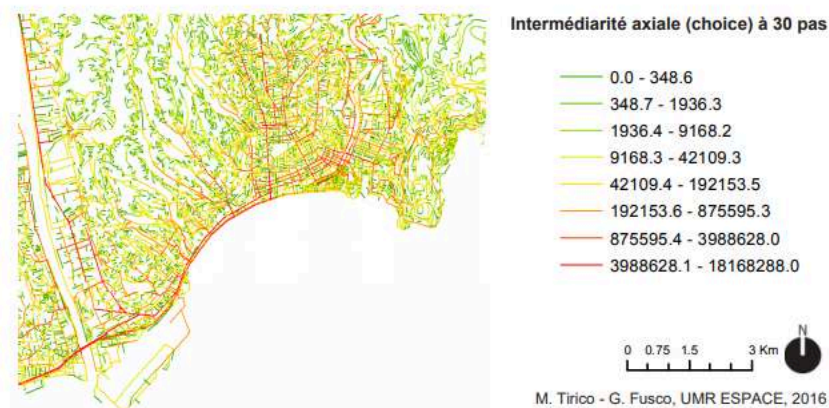 Intermédiarité axiale (choice) à 30 pas
0.0 - 348.6
348.7 - 1936.3
1936.4 - 9168.2
9168.3 - 42109.3
42109.4 - 192153.5
192153.6 - 875595.3
875595.4 - 3988628.0
3988628.1 - 18168288.0
N
0 0.75 1.5 3 Km
M. Tirico - G. Fusco, UMR ESPACE, 2016